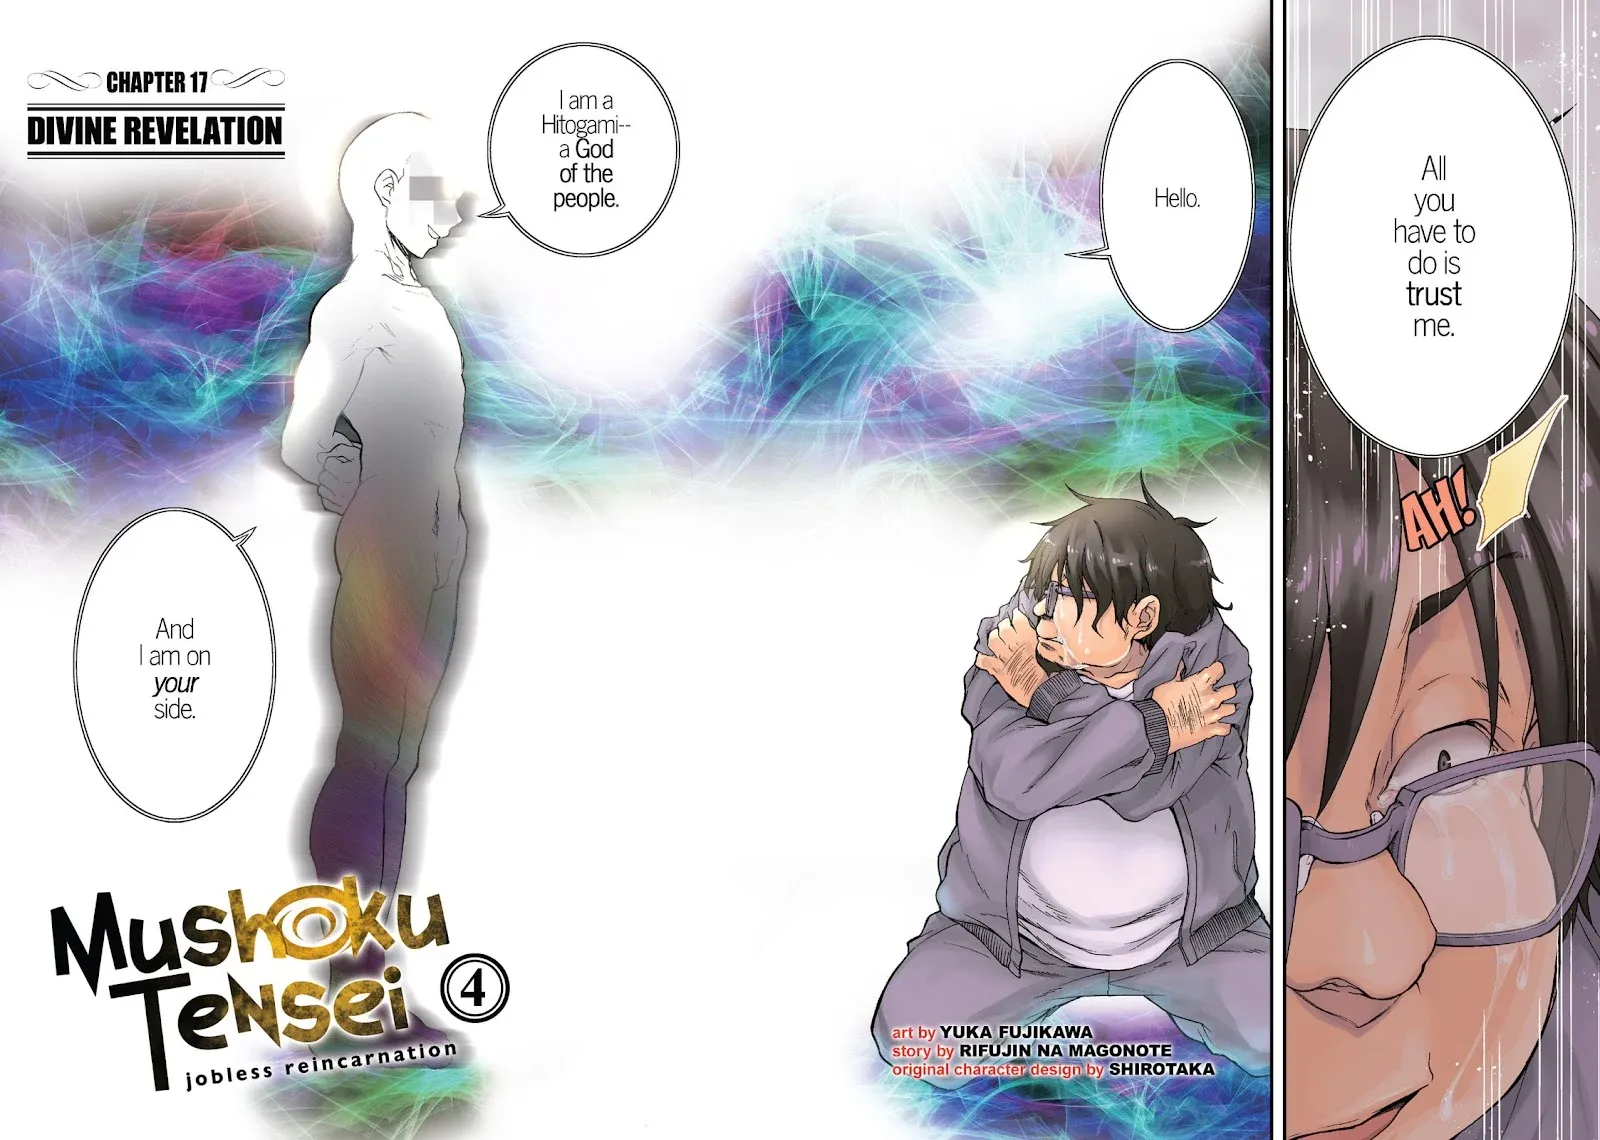 All
you
have to
do is
trust
me.
AH!
Hello.
I am a
Hitogami--
a God
of the
people.
And
I am on
your
side.
CHAPTER 17
DIVINE REVELATION
Mushoku
Tensei
4
jobless reincarnation
art by YUKA FUJIKAWA
story by RIFUJIN NA MAGONOTE
original character design by SHIROTAKA